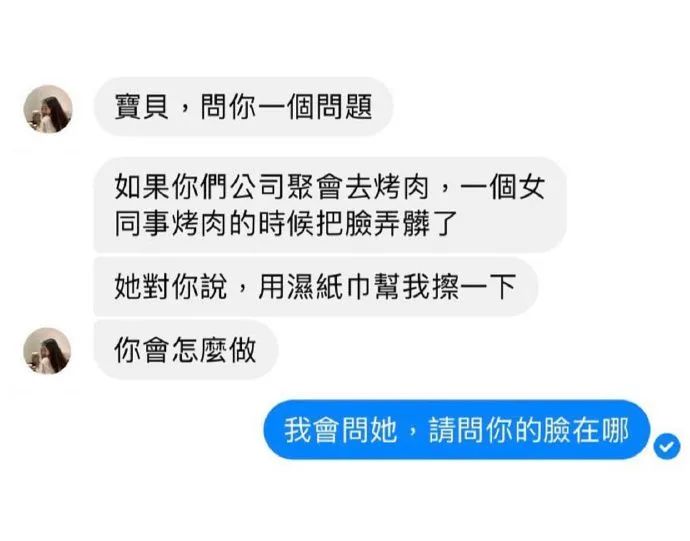 寶貝，問你一個問題
如果你們公司聚會去烤肉，一個女
同事烤肉的時候把臉弄髒了
她對你說，用濕紙巾幫我擦一下
你會怎麼做
我會問她，請問你的臉在哪